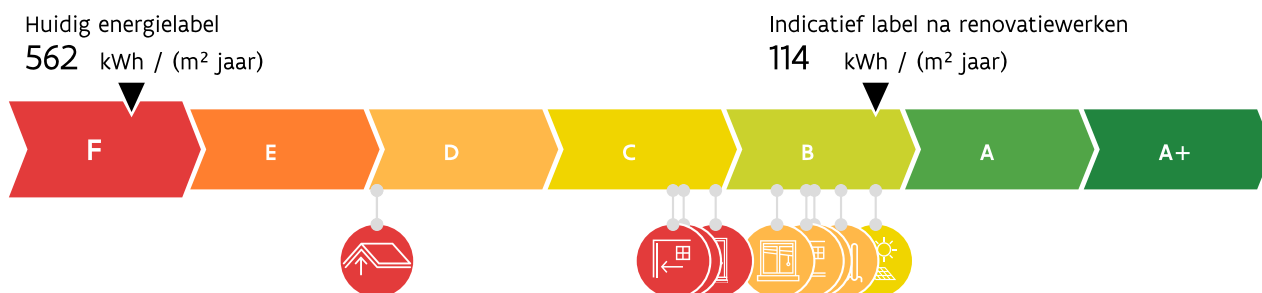 Huidig energielabel
562 kWh / (m² jaar)
Indicatief label na renovatiewerken
114 kWh / (m² jaar)
F
E
D
C
B
A
A+